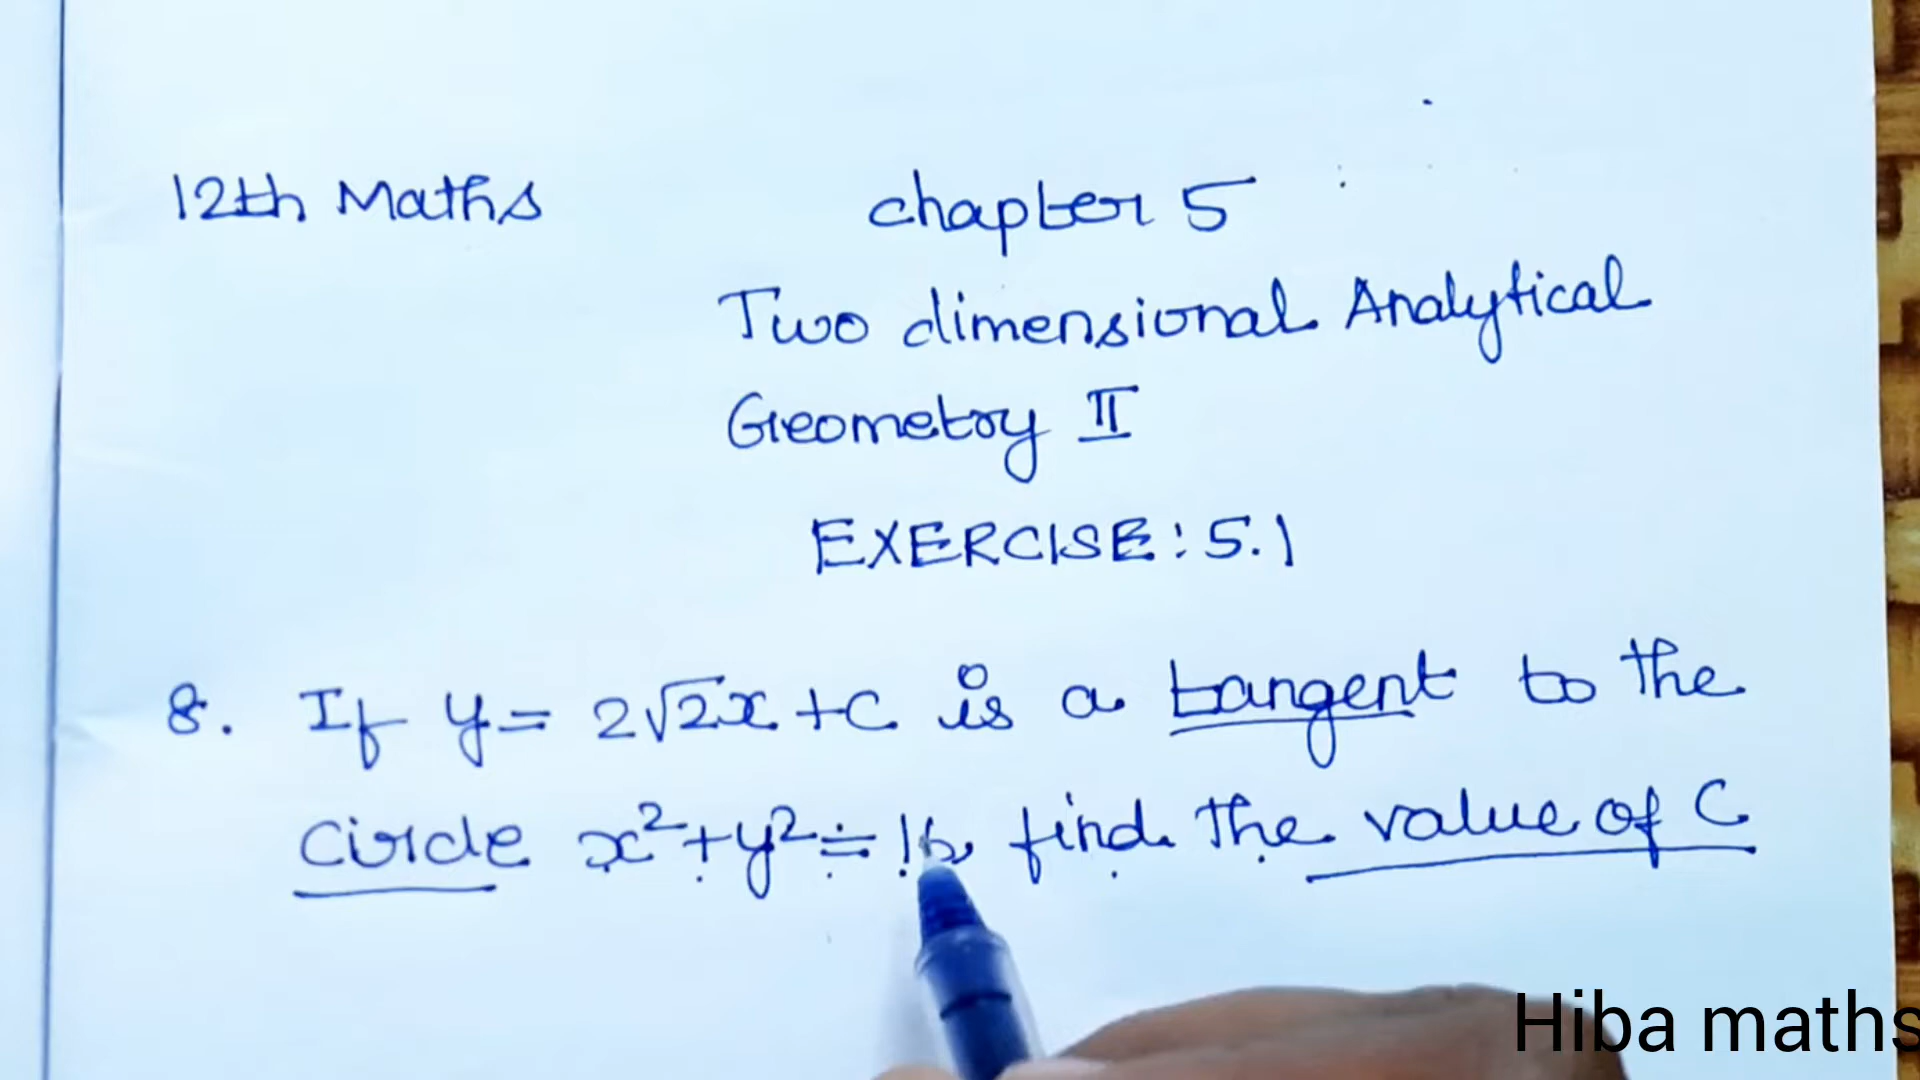 12th Maths chapter 5
Two dimensional Analytical
Geometry II
EXERCISE: 5.1
8. If y = 2√2x + c is a tangent to the
Circle x²+y² = 16, find the value of C
Hiba maths